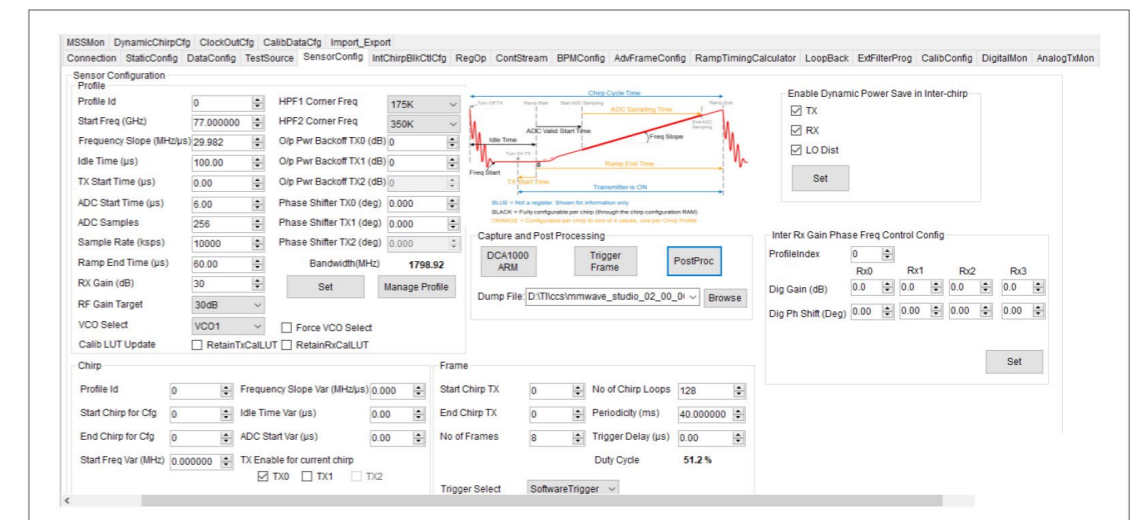 MSSMon DynamicChirpCfg ClockOutCfg CalibDataCfg Import_Export
Connection StaticConfig DataConfig TestSource SensorConfig IntChirpBlkCtlCfg RegOp ContStream BPMConfig AdvFrameConfig RampTimingCalculator LoopBack ExtFilterProg CalibConfig DigitalMon AnalogTxMon
Sensor Configuration
Profile
Profile Id 0 HPF1 Corner Freq 175K
Start Freq (GHz) 77.000000 HPF2 Corner Freq 350K
Frequency Slope (MHz/µs) 29.982 O/p Pwr Backoff TX0 (dB) 0
Idle Time (µs) 100.00 O/p Pwr Backoff TX1 (dB) 0
TX Start Time (µs) 0.00 O/p Pwr Backoff TX2 (dB) 0
ADC Start Time (µs) 6.00 Phase Shifter TX0 (deg) 0.000
ADC Samples 256 Phase Shifter TX1 (deg) 0.000
Sample Rate (ksps) 10000 Phase Shifter TX2 (deg) 0.000
Ramp End Time (µs) 60.00 Bandwidth(MHz) 1798.92
RX Gain (dB) 30 Set Manage Profile
RF Gain Target 30dB
VCO Select VCO1 Force VCO Select
Calib LUT Update RetainTxCalLUT RetainRxCalLUT
Chirp Cycle Time
Turn Off TX Ramp Start Start ADC Sampling Ramp End
ADC Sampling Time
End ADC Sampling
ADC Valid Start Time
Idle Time Freq Slope
Turn On TX
0 Ramp End Time
Freq Start
TX Start Time
Transmitter is ON
BLUE = Not a register. Shown for information only
BLACK = Fully configurable per chirp (through the chirp configuration RAM)
ORANGE = Configurable per chirp to one of 4 values, one per Chirp Profile
Capture and Post Processing
DCA1000 ARM Trigger Frame PostProc
Dump File: D:\TI\ccs\mmwave_studio_02_00_0 Browse
Enable Dynamic Power Save in Inter-chirp
TX
RX
LO Dist
Set
Inter Rx Gain Phase Freq Control Config
ProfileIndex 0
Rx0 Rx1 Rx2 Rx3
Dig Gain (dB) 0.0 0.0 0.0 0.0
Dig Ph Shift (Deg) 0.00 0.00 0.00 0.00
Set
Chirp
Profile Id 0 Frequency Slope Var (MHz/µs) 0.000
Start Chirp for Cfg 0 Idle Time Var (µs) 0.00
End Chirp for Cfg 0 ADC Start Var (µs) 0.00
Start Freq Var (MHz) 0.000000 TX Enable for current chirp
TX0 TX1 TX2
Frame
Start Chirp TX 0 No of Chirp Loops 128
End Chirp TX 0 Periodicity (ms) 40.000000
No of Frames 8 Trigger Delay (µs) 0.00
Duty Cycle 51.2 %
Trigger Select SoftwareTrigger